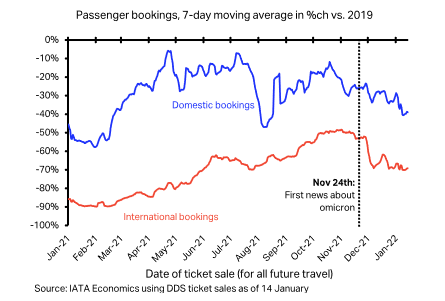 Passenger bookings, 7-day moving average in %ch vs. 2019
0%
-10%
-20%
-30%
-40%
-50%
-60%
-70%
-80%
-90%
-100%
Domestic bookings
International bookings
Nov 24th:
First news about
omicron
Jan-21
Feb-21
Mar-21
Apr-21
May-21
Jun-21
Jul-21
Aug-21
Sep-21
Oct-21
Nov-21
Dec-21
Jan-22
Date of ticket sale (for all future travel)
Source: IATA Economics using DDS ticket sales as of 14 January